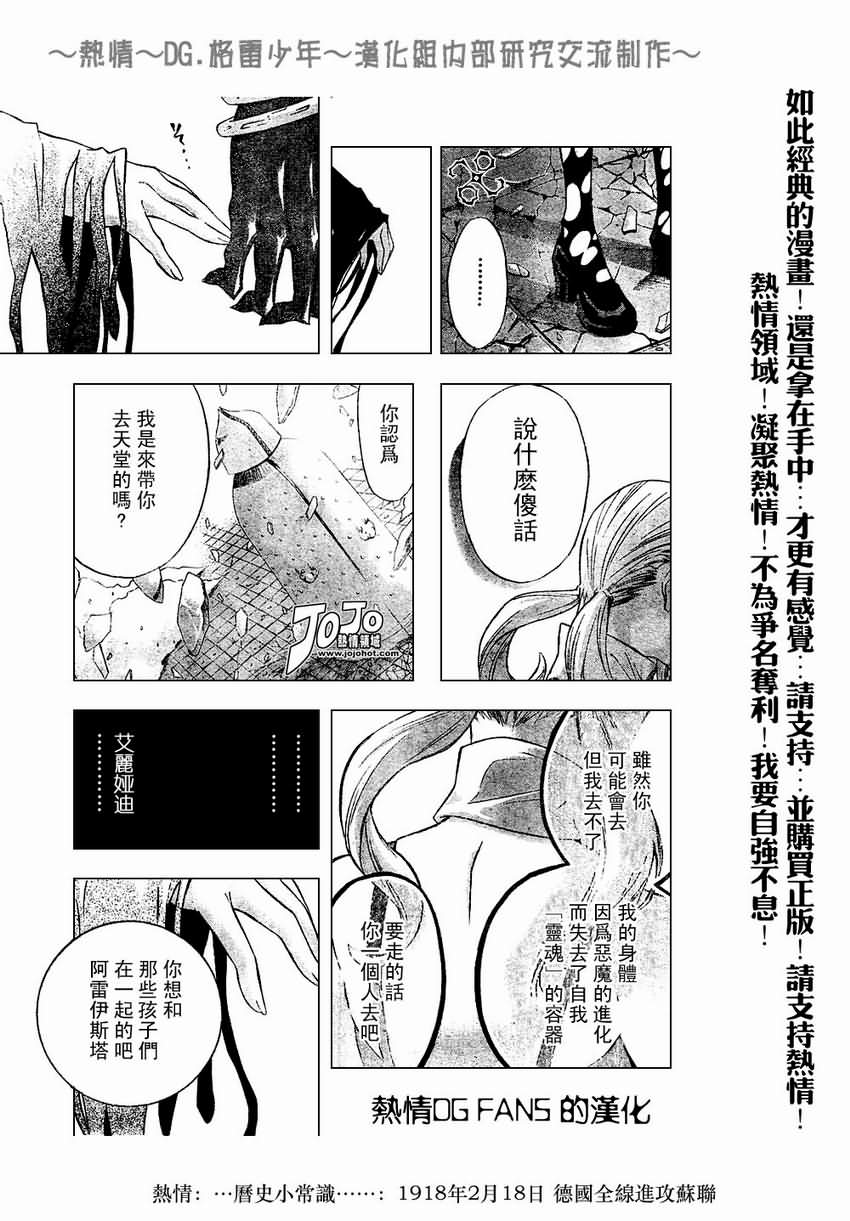 ～熱情～DG.格雷少年～漢化組内部研究交流制作～
如此經典的漫畫！還是拿在手中…才更有感覺…請支持…並購買正版！請支持熱情！
熱情領域！凝聚熱情！不為爭名奪利！我要自強不息！
………
說什麽傻話
你認爲
我是來帶你
去天堂的嗎？
JOJO
熱情領域
www.jojohot.com
雖然你
可能會去
但我去不了
我的身體
因爲惡魔的進化
而失去了自我
「靈魂」的容器
要走的話
你一個人去吧
………
………
…艾麗婭迪…
你想和
那些孩子們
在一起的吧
阿雷伊斯塔
熱情DG FANS 的漢化
熱情：…曆史小常識……：1918年2月18日 德國全線進攻蘇聯